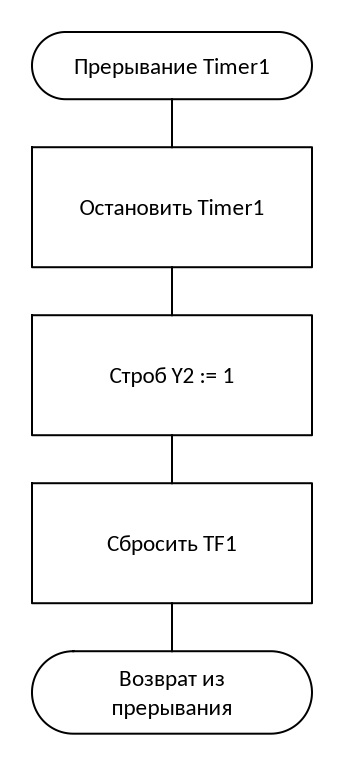 Прерывание Timer1
Остановить Timer1
Строб Y2 := 1
Сбросить TF1
Возврат из
прерывания